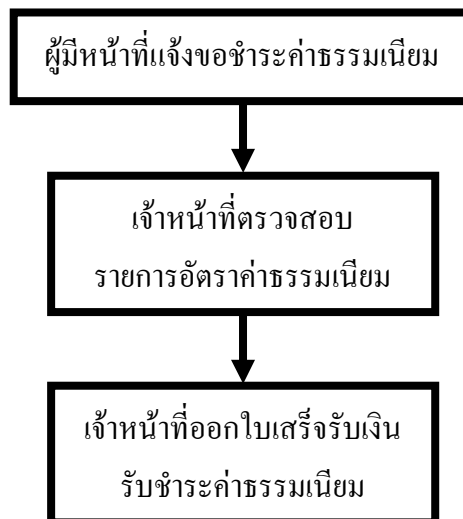 ผู้มีหน้าที่แจ้งขอชำระค่าธรรมเนียม
เจ้าหน้าที่ตรวจสอบ
รายการอัตราค่าธรรมเนียม
เจ้าหน้าที่ออกใบเสร็จรับเงิน
รับชำระค่าธรรมเนียม